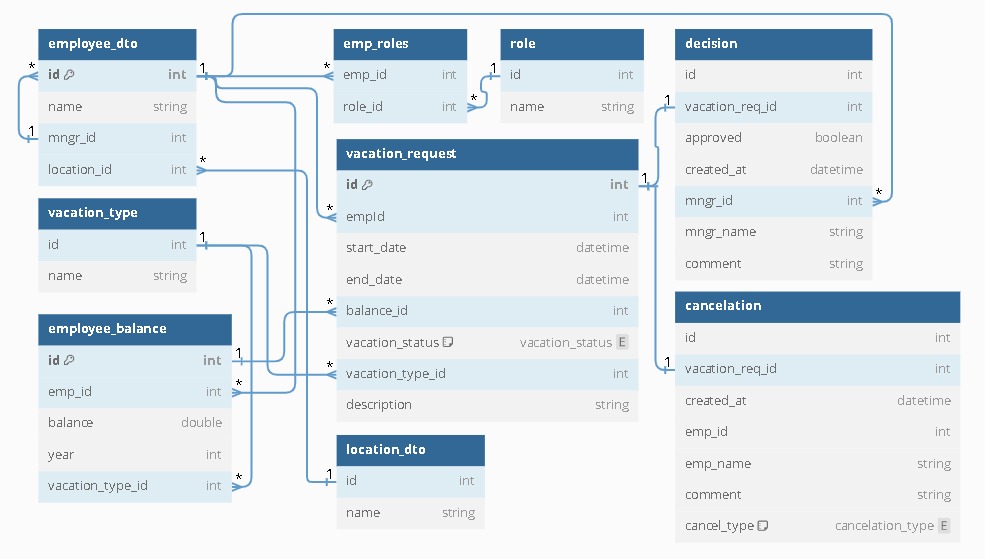 employee_dto
id int
name string
mngr_id int
location_id int
vacation_type
id int
name string
employee_balance
id int
emp_id int
balance double
year int
vacation_type_id int
emp_roles
emp_id int
role_id int
role
id int
name string
vacation_request
id int
empId int
start_date datetime
end_date datetime
balance_id int
vacation_status vacation_status E
vacation_type_id int
description string
location_dto
id int
name string
decision
id int
vacation_req_id int
approved boolean
created_at datetime
mngr_id int
mngr_name string
comment string
cancelation
id int
vacation_req_id int
created_at datetime
emp_id int
emp_name string
comment string
cancel_type cancelation_type E
* 1
1
*
1
*
1
*
*
*
1
*
*
*
*
1
1
1
1
*
1